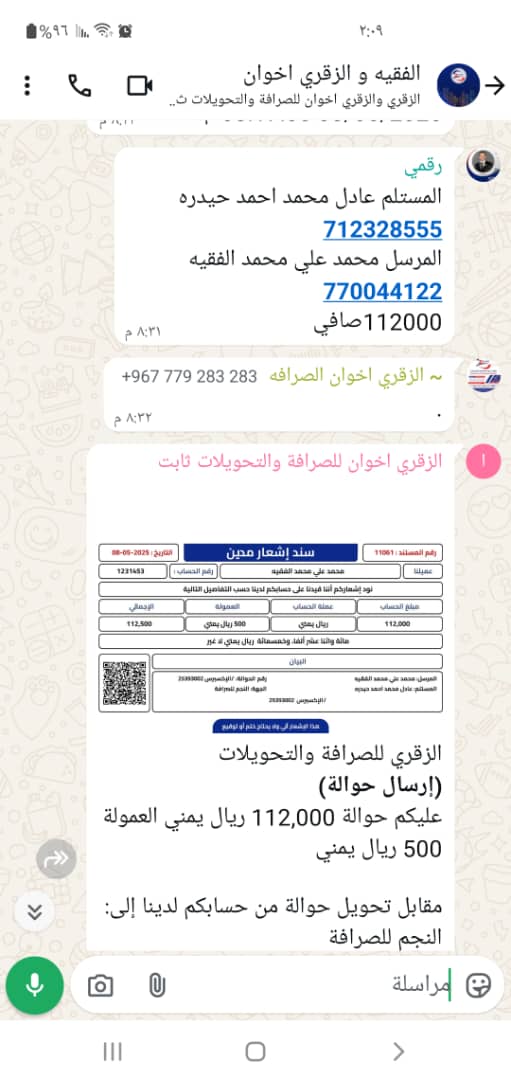 ٢:٠٩
%٩٦
الفقيه و الزقري اخوان
الزقري والزقري اخوان للصرافة والتحويلات ث..
رقمي
المستلم عادل محمد احمد حيدره
712328555
المرسل محمد علي محمد الفقيه
770044122
112000صافي
٨:٣١ م
~ الزقري اخوان الصرافه +967 779 283 283
.
٨:٣٢ م
ا
الزقري اخوان للصرافة والتحويلات ثابت
رقم المستند: 11061
سند إشعار مدين
التاريخ: 2025-05-08
عميلنا
محمد علي محمد الفقيه
رقم الحساب:
1231453
نود إشعاركم أننا قيدنا على حسابكم لدينا حسب التفاصيل التالية
مبلغ الحساب
عملة الحساب
العمولة
الإجمالي
112,000
ريال يمني
500 ريال يمني
112,500
مائة واثنا عشر ألفا، وخمسمائة ريال يمني لا غير
البيان
المرسل: محمد علي محمد الفقيه
رقم الحوالة: /الإكسبرس 25393002
المستلم: عادل محمد احمد حيدره
الجهة: النجم للصرافة
/الإكسبرس 25393002
هذا الإشعار آلي ولا يحتاج ختم أو توقيع
الزقري للصرافة والتحويلات
(إرسال حوالة)
عليكم حوالة 112,000 ريال يمني العمولة
500 ريال يمني
مقابل تحويل حوالة من حسابكم لدينا إلى:
النجم للصرافة
مراسلة